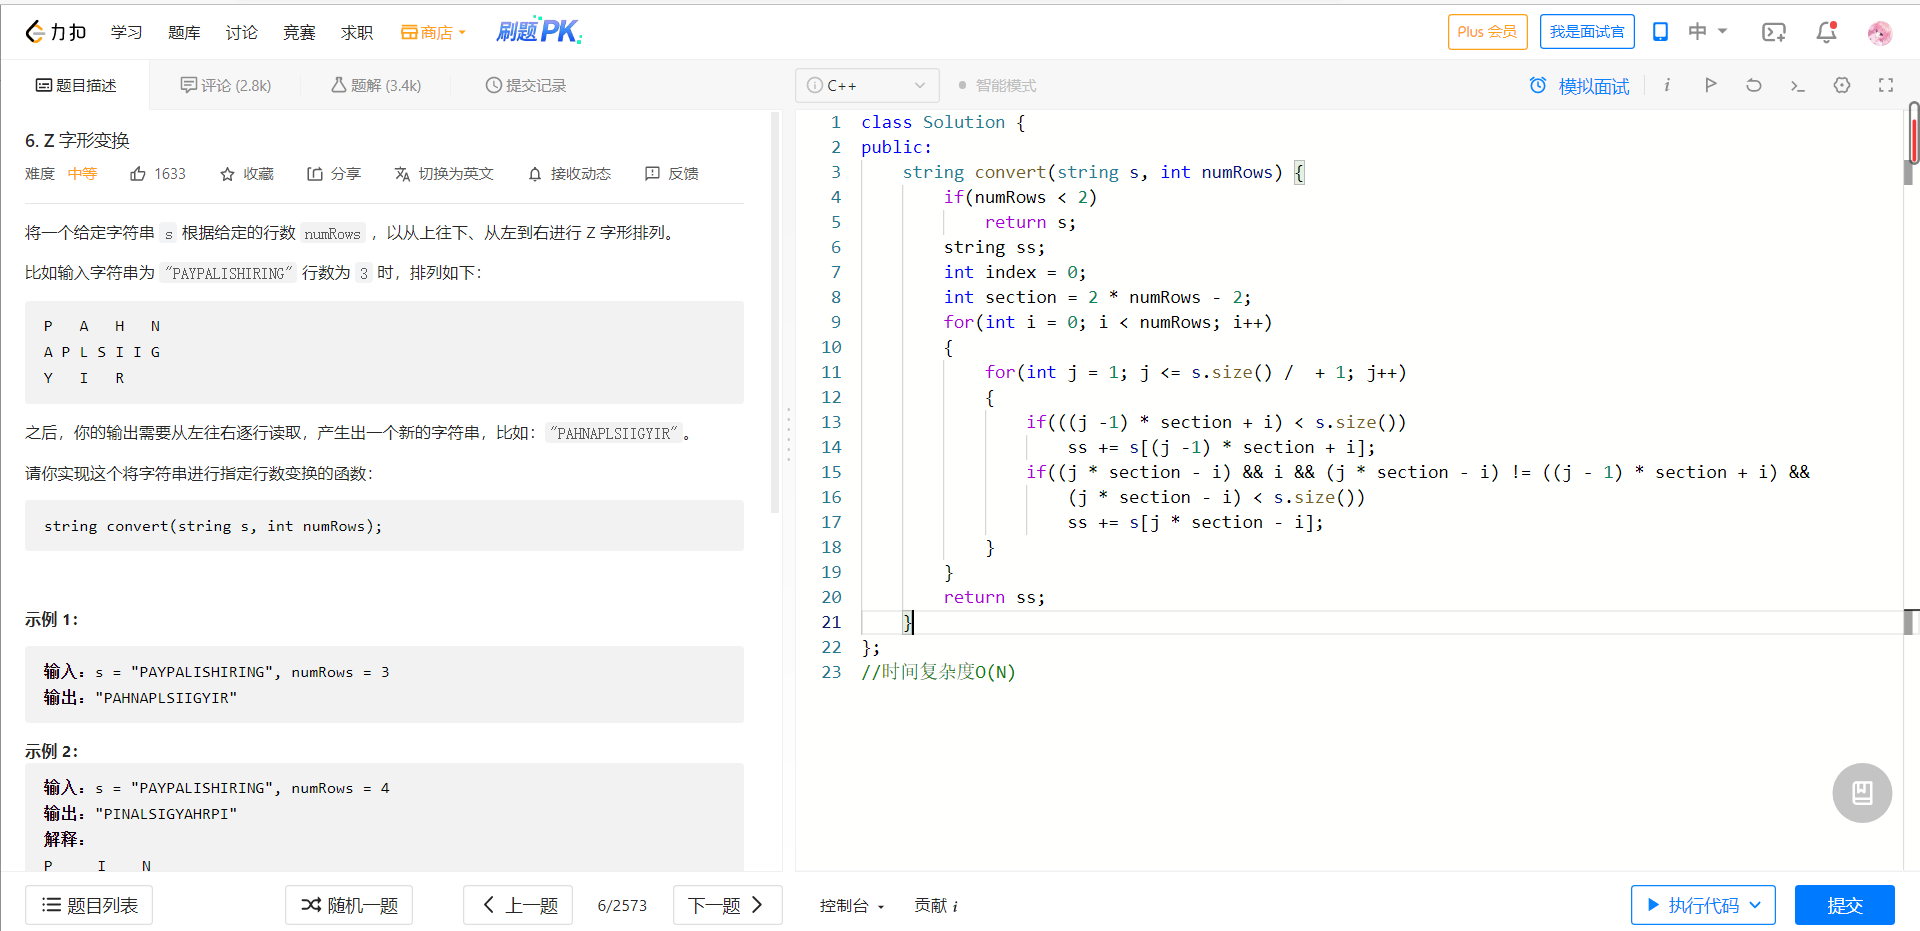 力扣 学习 题库 讨论 竞赛 求职 商店 刷题PK Plus 会员 我是面试官 中
题目描述 评论 (2.8k) 题解 (3.4k) 提交记录
6. Z 字形变换
难度 中等 1633 收藏 分享 切换为英文 接收动态 反馈
将一个给定字符串 s 根据给定的行数 numRows ，以从上往下、从左到右进行 Z 字形排列。
比如输入字符串为 "PAYPALISHIRING" 行数为 3 时，排列如下：
P   A   H   N
A P L S I I G
Y   I   R
之后，你的输出需要从左往右逐行读取，产生出一个新的字符串，比如："PAHNAPLSIIGYIR"。
请你实现这个将字符串进行指定行数变换的函数：
string convert(string s, int numRows);
示例 1：
输入：s = "PAYPALISHIRING", numRows = 3
输出："PAHNAPLSIIGYIR"
示例 2：
输入：s = "PAYPALISHIRING", numRows = 4
输出："PINALSIGYAHRPI"
解释：
P     I    N
题目列表 随机一题 上一题 6/2573 下一题
C++ 智能模式 模拟面试 i
1 class Solution {
2 public:
3     string convert(string s, int numRows) {
4         if(numRows < 2)
5             return s;
6         string ss;
7         int index = 0;
8         int section = 2 * numRows - 2;
9         for(int i = 0; i < numRows; i++)
10         {
11             for(int j = 1; j <= s.size() /  + 1; j++)
12             {
13                 if(((j -1) * section + i) < s.size())
14                     ss += s[(j -1) * section + i];
15                 if((j * section - i) && i && (j * section - i) != ((j - 1) * section + i) &&
16                     (j * section - i) < s.size())
17                     ss += s[j * section - i];
18             }
19         }
20         return ss;
21     }
22 };
23 //时间复杂度O(N)
控制台 贡献 i 执行代码 提交